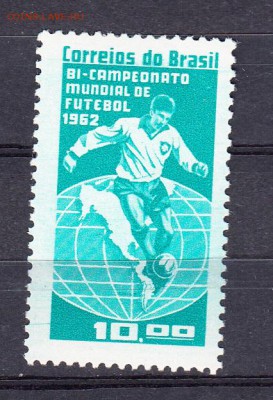 Correios do Brasil
BI-CAMPEONATO
MUNDIAL DE
FUTEBOL
1962
10.00